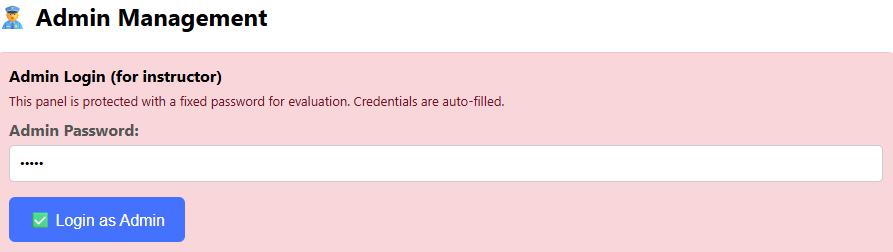 Admin Management
Admin Login (for instructor)
This panel is protected with a fixed password for evaluation. Credentials are auto-filled.
Admin Password:
•••••
Login as Admin